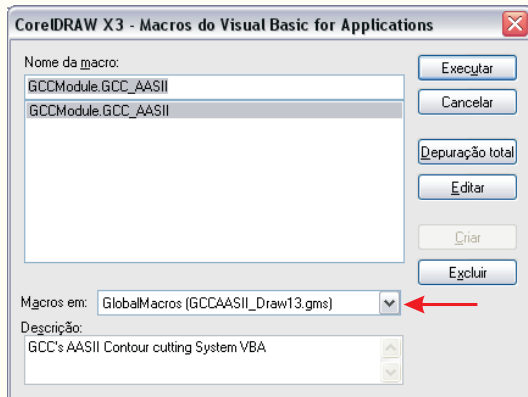 CorelDRAW X3 - Macros do Visual Basic for Applications
Nome da macro:
GCCModule.GCC_AASII
GCCModule.GCC_AASII
Executar
Cancelar
Depuração total
Editar
Criar
Excluir
Macros em: GlobalMacros (GCCAASII_Draw13.gms)
Descrição:
GCC's AASII Contour cutting System VBA